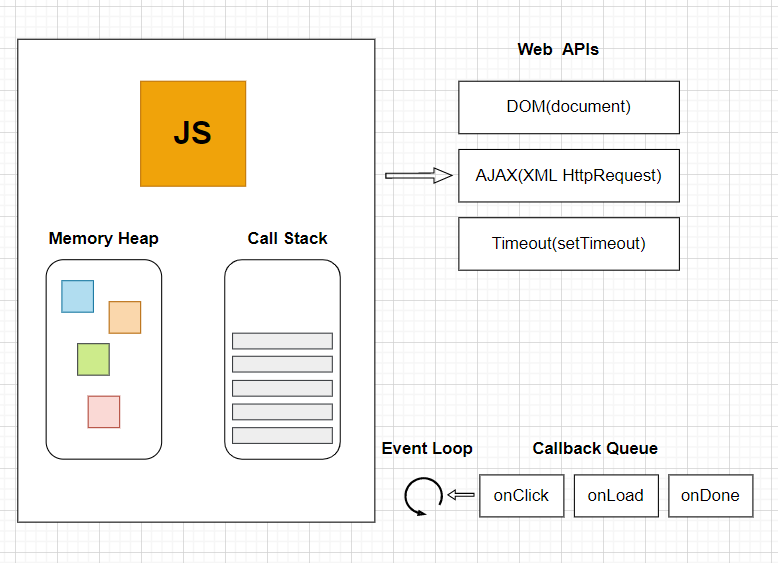 Web APIs
JS
DOM(document)
AJAX(XML HttpRequest)
Timeout(setTimeout)
Memory Heap
Call Stack
Event Loop
Callback Queue
onClick
onLoad
onDone